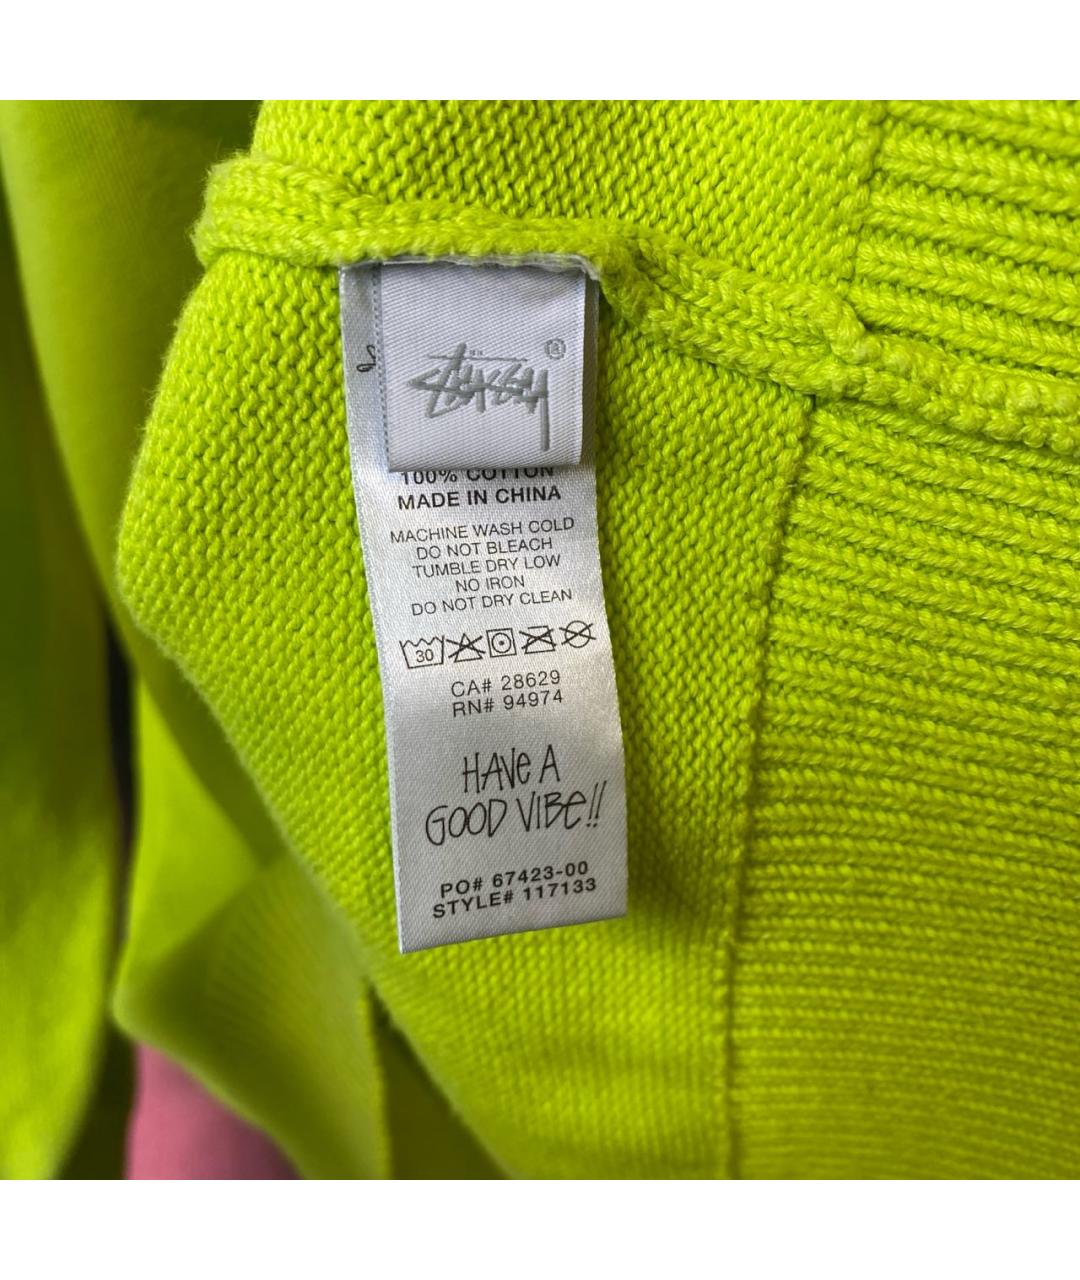 STÜSSY ®
100% COTTON
MADE IN CHINA
MACHINE WASH COLD
DO NOT BLEACH
TUMBLE DRY LOW
NO IRON
DO NOT DRY CLEAN
30
CA# 28629
RN# 94974
HAVE A
GOOD VIBE!!
PO# 67423-00
STYLE# 117133